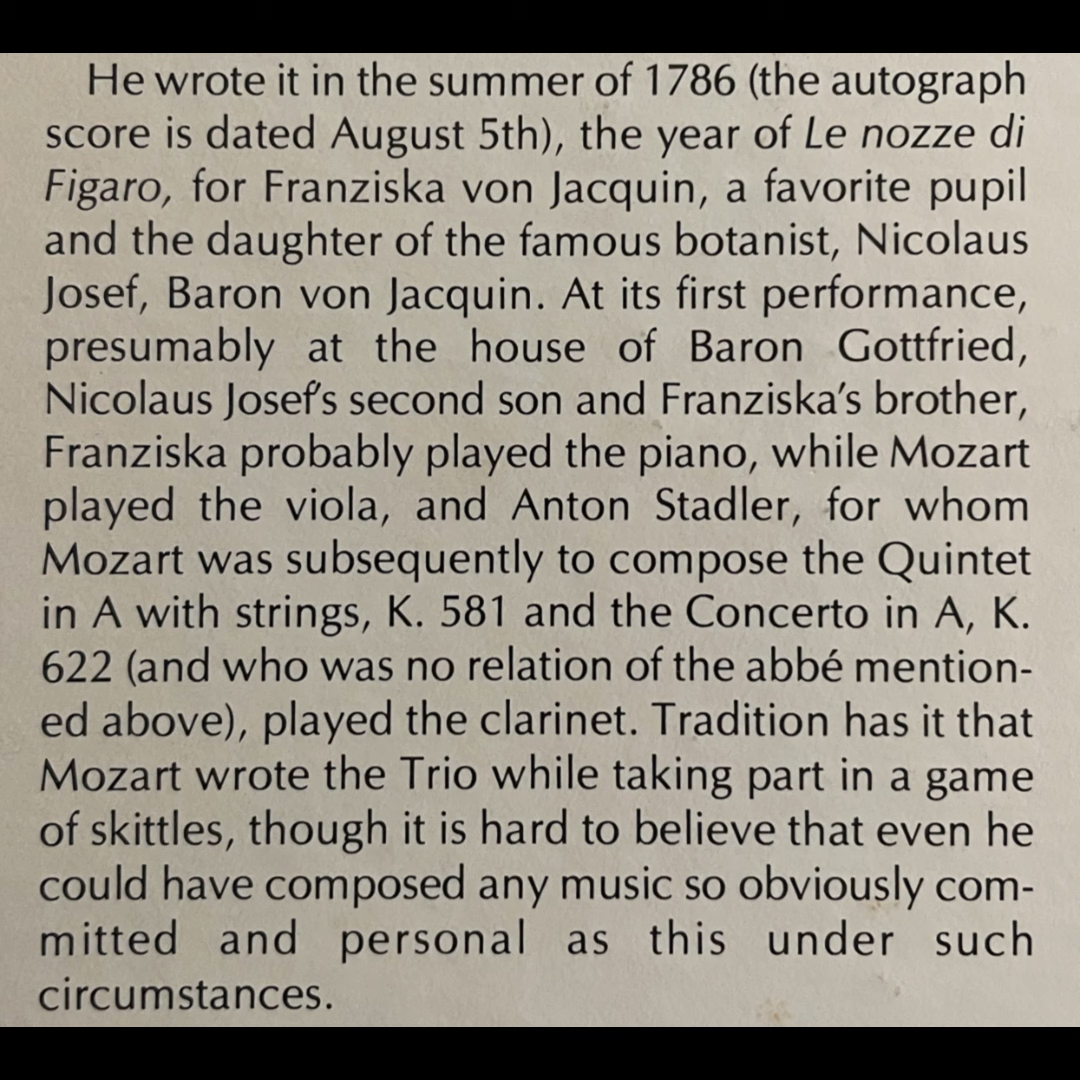 He wrote it in the summer of 1786 (the autograph
score is dated August 5th), the year of Le nozze di
Figaro, for Franziska von Jacquin, a favorite pupil
and the daughter of the famous botanist, Nicolaus
Josef, Baron von Jacquin. At its first performance,
presumably at the house of Baron Gottfried,
Nicolaus Josef's second son and Franziska's brother,
Franziska probably played the piano, while Mozart
played the viola, and Anton Stadler, for whom
Mozart was subsequently to compose the Quintet
in A with strings, K. 581 and the Concerto in A, K.
622 (and who was no relation of the abbé mention-
ed above), played the clarinet. Tradition has it that
Mozart wrote the Trio while taking part in a game
of skittles, though it is hard to believe that even he
could have composed any music so obviously com-
mitted and personal as this under such
circumstances.